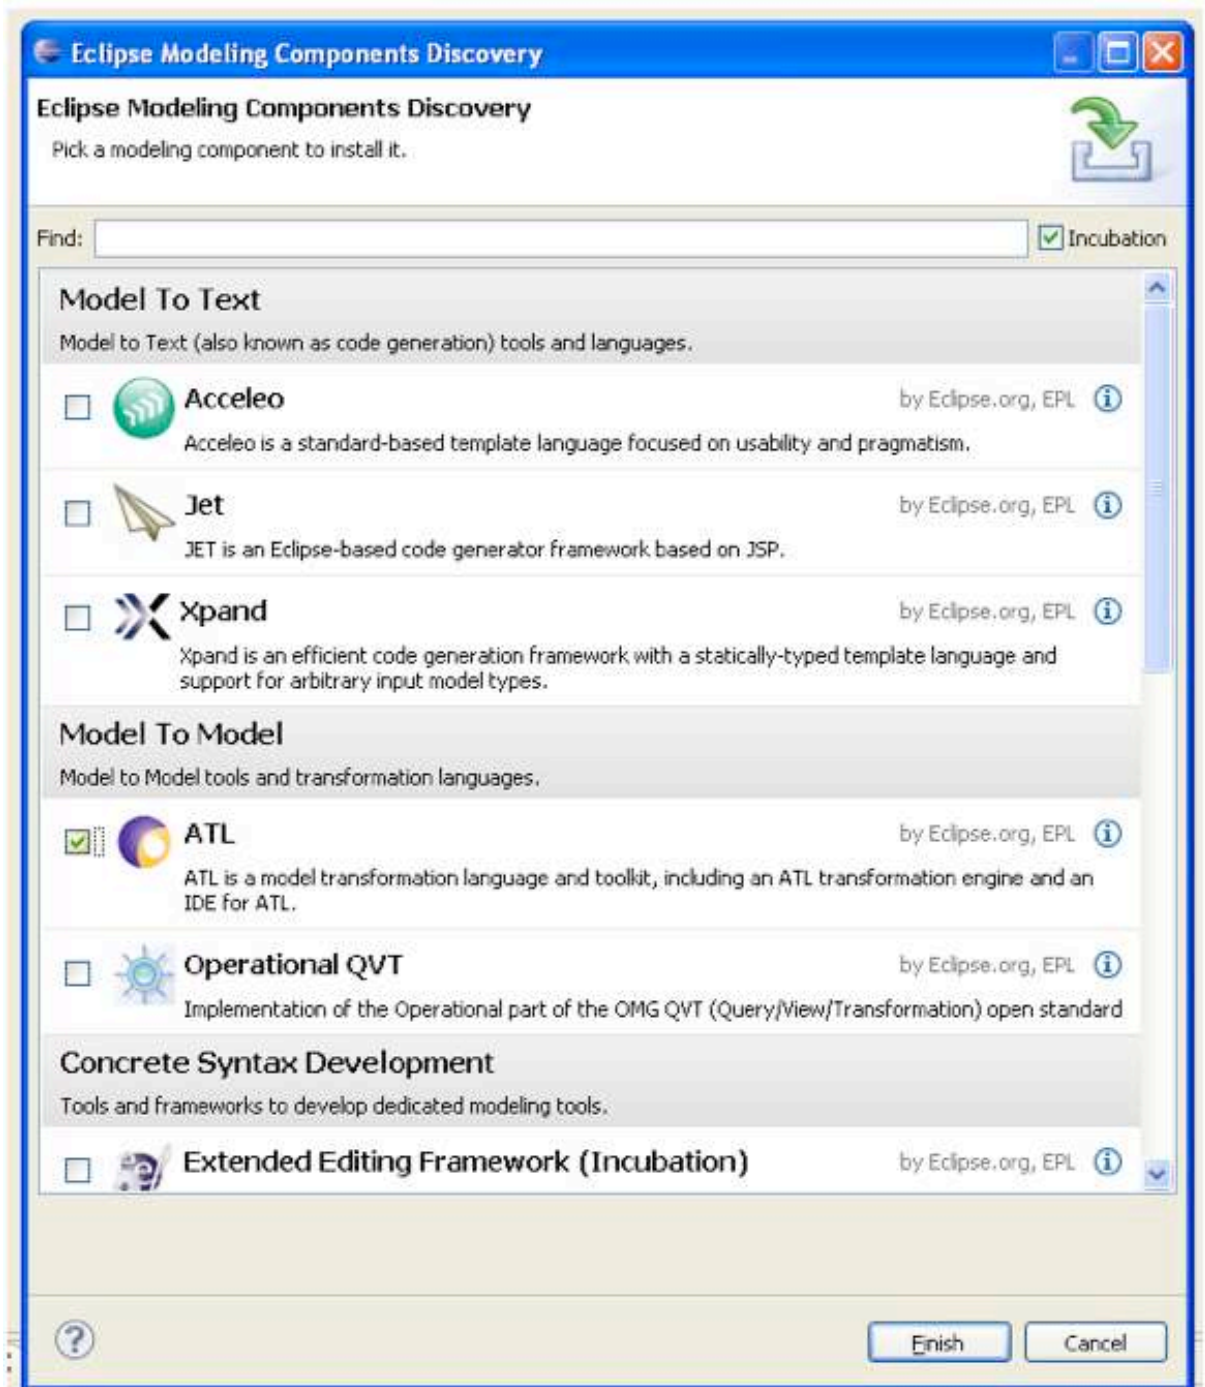 Eclipse Modeling Components Discovery
Eclipse Modeling Components Discovery
Pick a modeling component to install it.
Find:
Incubation
Model To Text
Model to Text (also known as code generation) tools and languages.
Acceleo
by Eclipse.org, EPL
Acceleo is a standard-based template language focused on usability and pragmatism.
Jet
by Eclipse.org, EPL
JET is an Eclipse-based code generator framework based on JSP.
Xpand
by Eclipse.org, EPL
Xpand is an efficient code generation framework with a statically-typed template language and
support for arbitrary input model types.
Model To Model
Model to Model tools and transformation languages.
ATL
by Eclipse.org, EPL
ATL is a model transformation language and toolkit, including an ATL transformation engine and an
IDE for ATL.
Operational QVT
by Eclipse.org, EPL
Implementation of the Operational part of the OMG QVT (Query/View/Transformation) open standard
Concrete Syntax Development
Tools and frameworks to develop dedicated modeling tools.
Extended Editing Framework (Incubation)
by Eclipse.org, EPL
Finish
Cancel